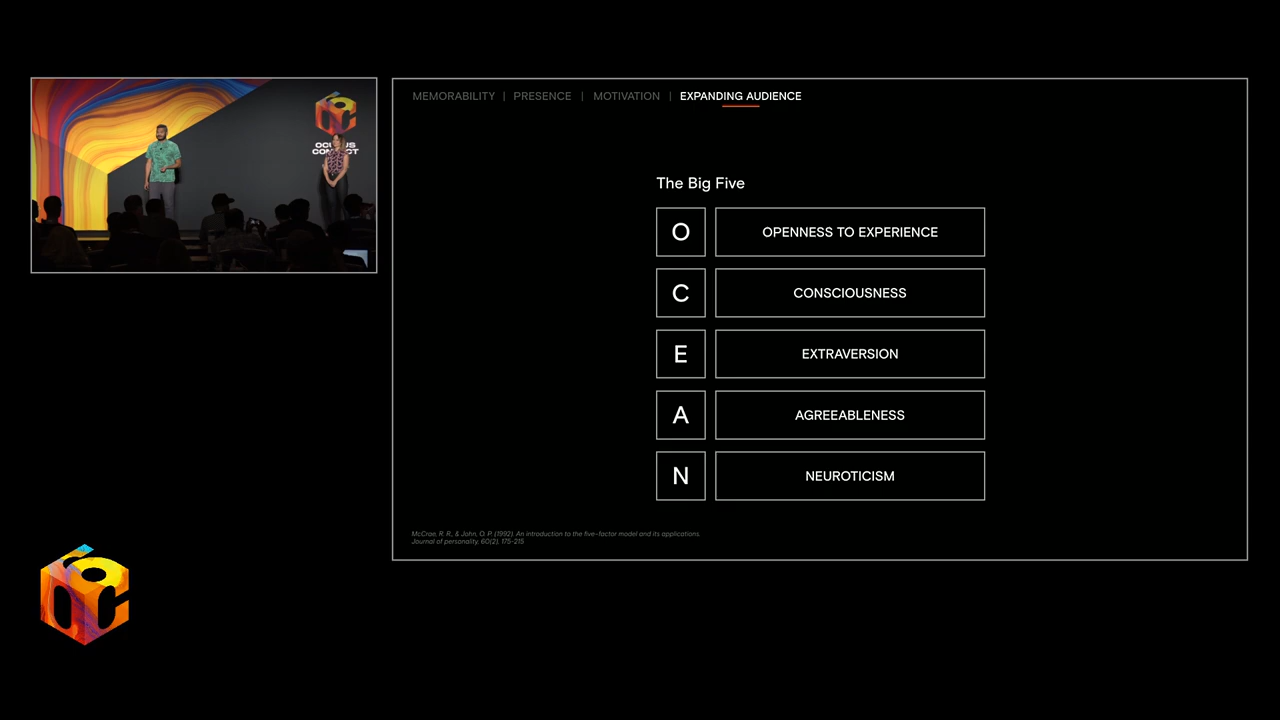 MEMORABILITY | PRESENCE | MOTIVATION | EXPANDING AUDIENCE
The Big Five
O OPENNESS TO EXPERIENCE
C CONSCIOUSNESS
E EXTRAVERSION
A AGREEABLENESS
N NEUROTICISM
McCrae, R. R., & John, O. P. (1992). An introduction to the five-factor model and its applications.
Journal of personality, 60(2), 175-215